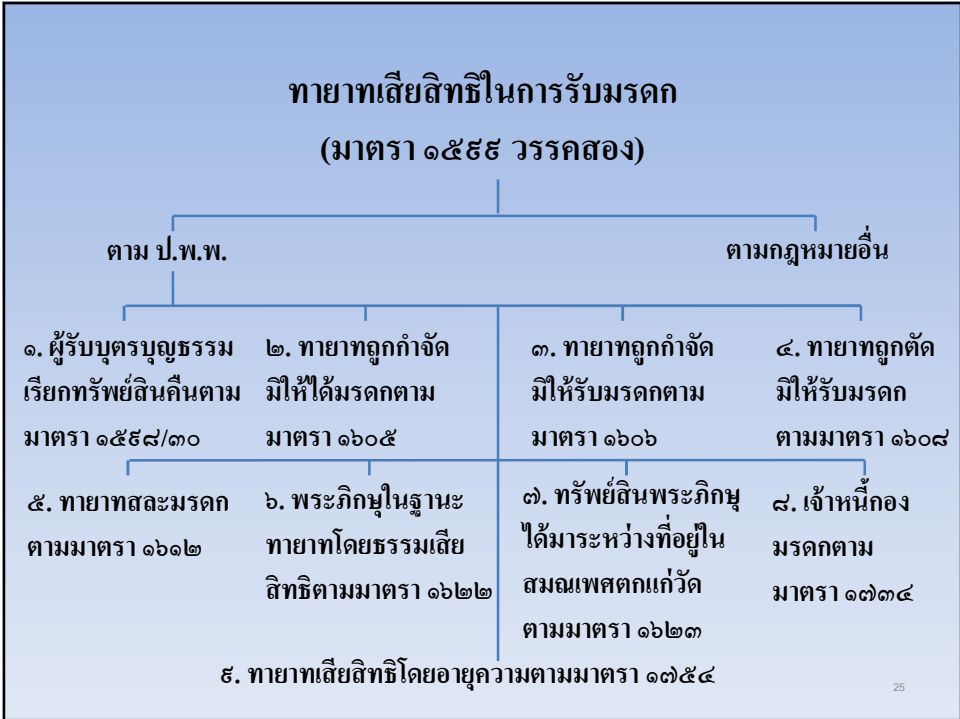 ทายาทเสียสิทธิในการรับมรดก
(มาตรา ๑๕๙๙ วรรคสอง)
ตาม ป.พ.พ.
ตามกฎหมายอื่น
๑. ผู้รับบุตรบุญธรรม
เรียกทรัพย์สินคืนตาม
มาตรา ๑๕๙๘/๓๐
๒. ทายาทถูกกำจัด
มิให้ได้มรดกตาม
มาตรา ๑๖๐๕
๓. ทายาทถูกกำจัด
มิให้รับมรดกตาม
มาตรา ๑๖๐๖
๔. ทายาทถูกตัด
มิให้รับมรดก
ตามมาตรา ๑๖๐๘
๕. ทายาทสละมรดก
ตามมาตรา ๑๖๑๒
๖. พระภิกษุในฐานะ
ทายาทโดยธรรมเสีย
สิทธิตามมาตรา ๑๖๒๒
๗. ทรัพย์สินพระภิกษุ
ได้มาระหว่างที่อยู่ใน
สมณเพศตกแก่วัด
ตามมาตรา ๑๖๒๓
๘. เจ้าหนี้กอง
มรดกตาม
มาตรา ๑๗๓๔
๙. ทายาทเสียสิทธิโดยอายุความตามมาตรา ๑๗๕๔
25